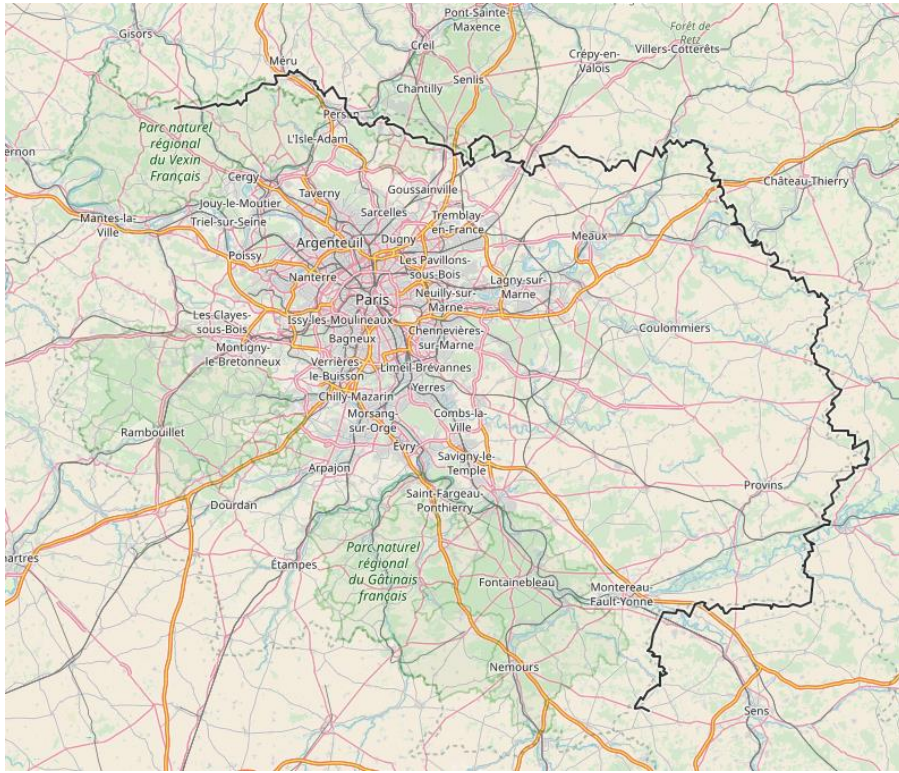 Pont-Sainte-
Maxence
Gisors
Forêt de
Retz
Creil
Villers-Cotterêts
Crépy-en-
Valois
Méru
Senlis
Chantilly
Persan
Parc naturel
régional
du Vexin
Français
L'Isle-Adam
ernon
Cergy
Taverny
Goussainville
Château-Thierry
Jouy-le-Moutier
Sarcelles
Mantes-la-
Ville
Triel-sur-Seine
Tremblay-
en-France
Argenteuil
Dugny
Meaux
Poissy
Les Pavillons-
sous-Bois
Nanterre
Lagny-sur-
Marne
Paris
Neuilly-sur-
Marne
Les Clayes-
sous-Bois
Issy-les-Moulineaux
Coulommiers
Bagneux
Chennevières-
sur-Marne
Montigny-
le-Bretonneux
Verrières-
le-Buisson
Limeil-Brévannes
Yerres
Chilly-Mazarin
Morsang-
sur-Orge
Combs-la-
Ville
Rambouillet
Évry
Savigny-le-
Temple
Arpajon
Provins
Saint-Fargeau-
Ponthierry
Dourdan
Parc naturel
régional
du Gâtinais
français
artres
Étampes
Fontainebleau
Montereau-
Fault-Yonne
Nemours
Sens